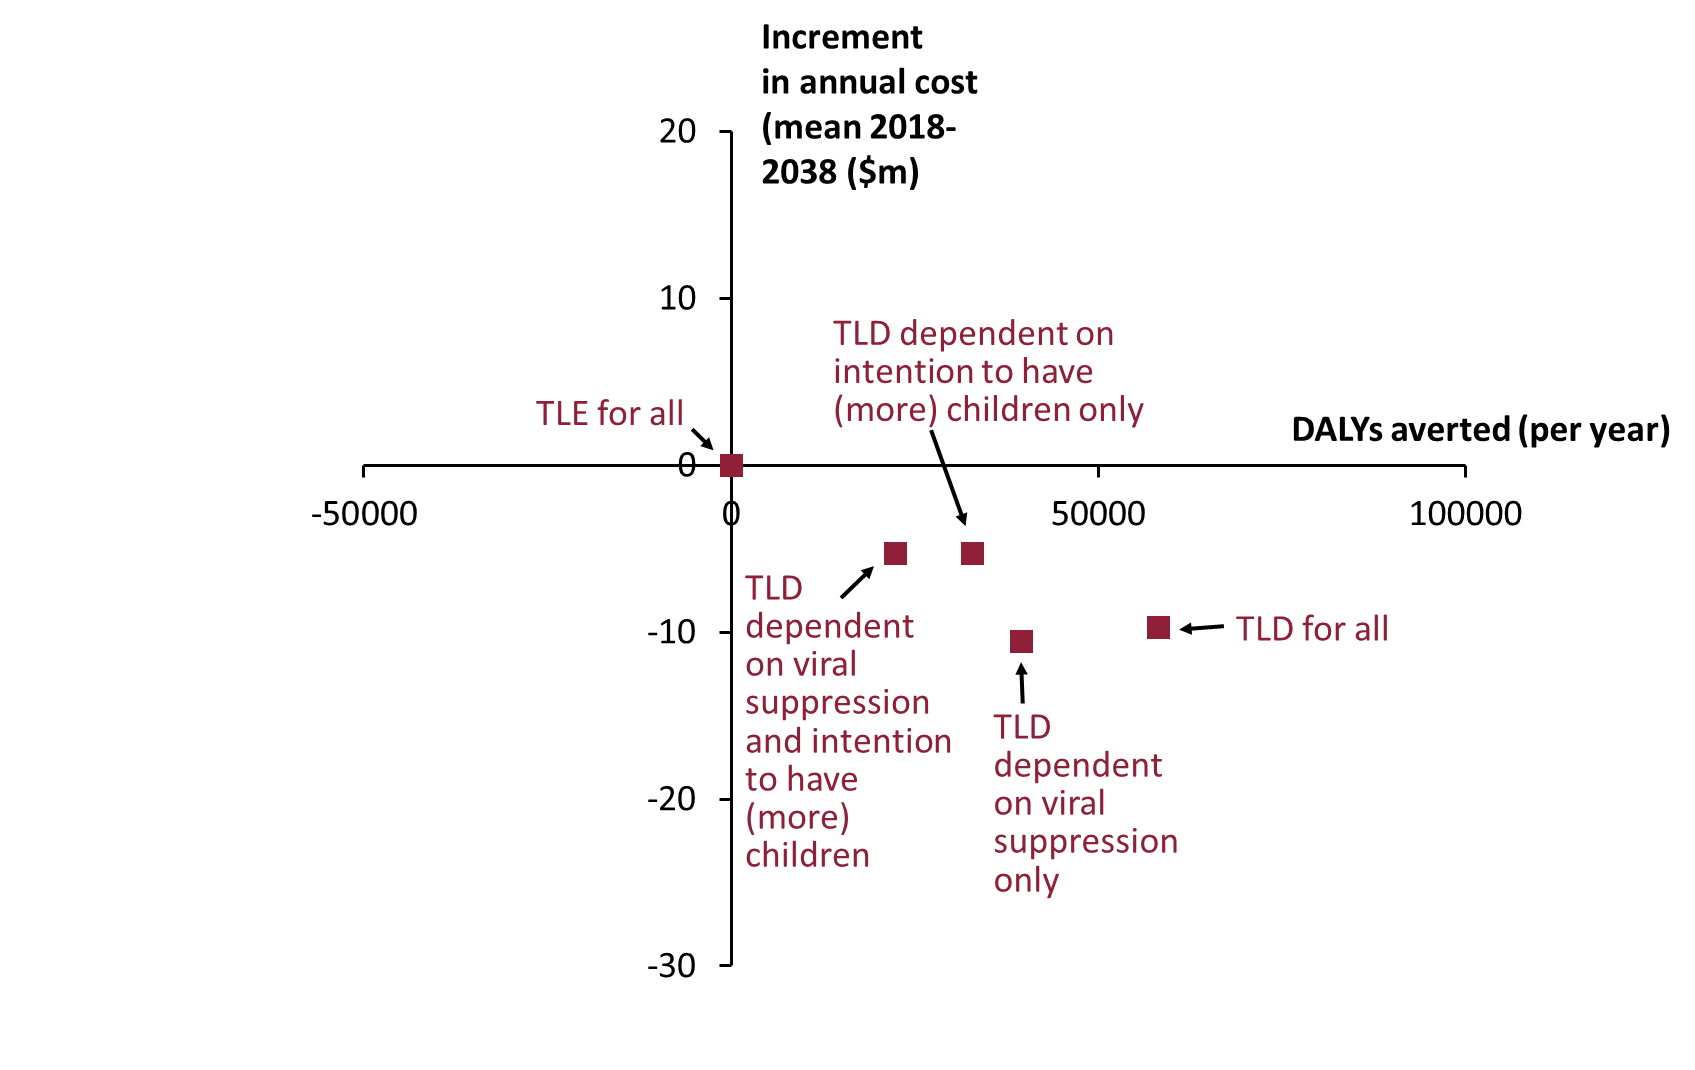 Increment
in annual cost
(mean 2018-
2038 ($m)
20
10
TLD dependent on
intention to have
(more) children only
TLE for all
DALYs averted (per year)
0
-50000
0
50000
100000
TLD
dependent
on viral
suppression
and intention
to have
(more)
children
-10
TLD for all
TLD
dependent
on viral
suppression
only
-20
-30